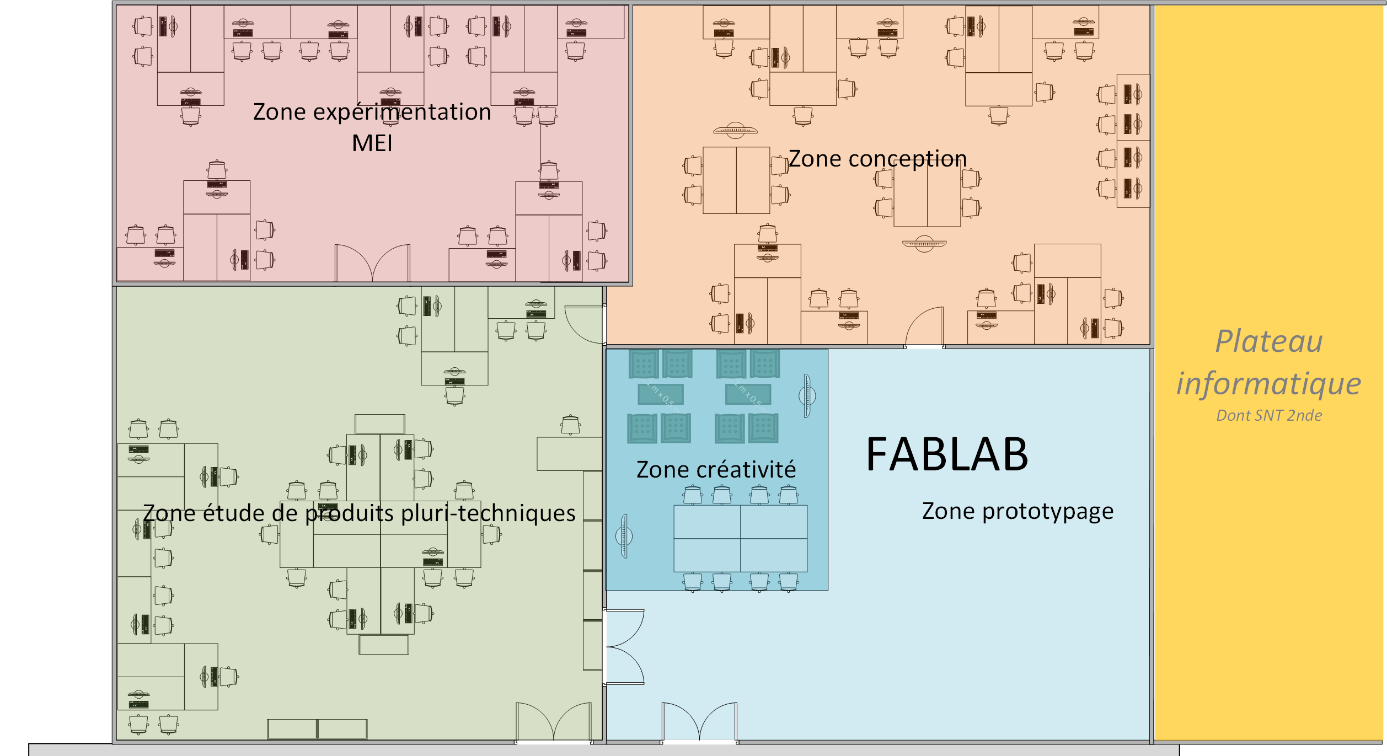 Zone expérimentation
MEI
Zone conception
Plateau
informatique
Dont SNT 2nde
FABLAB
Zone créativité
Zone prototypage
Zone étude de produits pluri-techniques